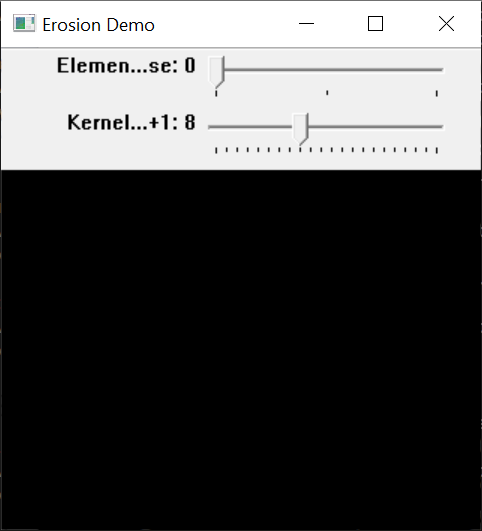 Erosion Demo
Elemen...se: 0
Kernel...+1: 8